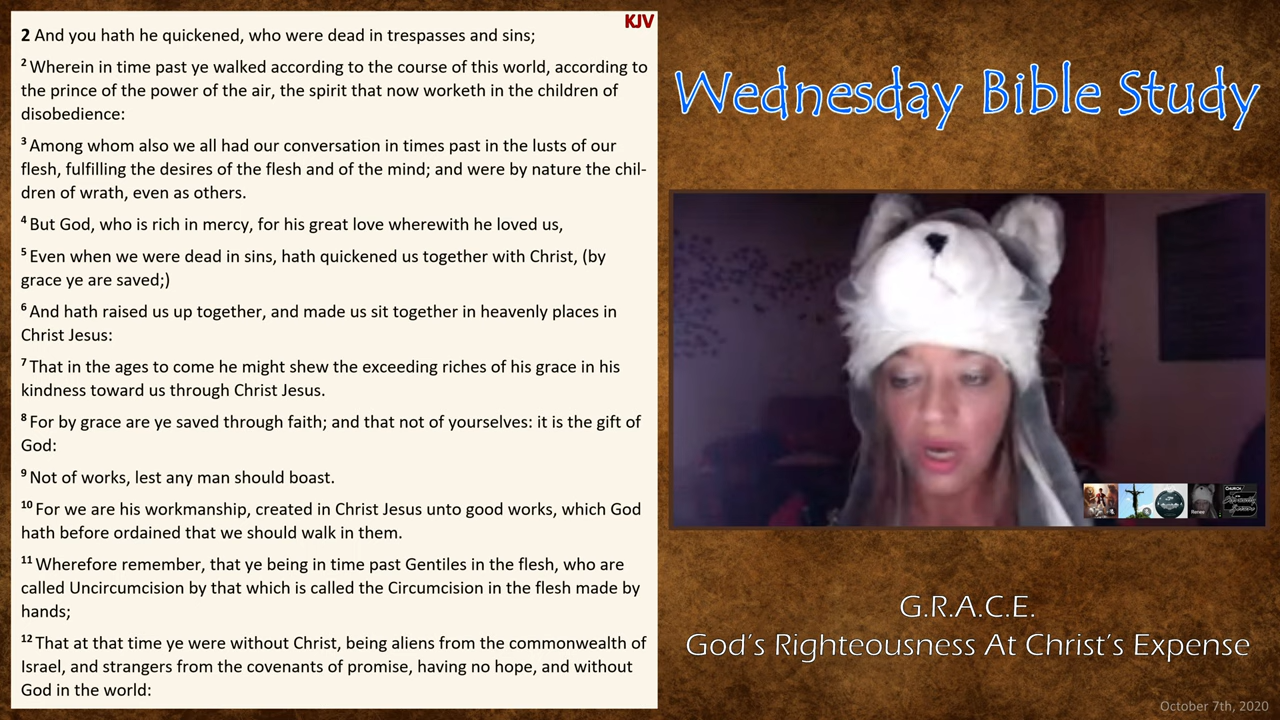 KJV
2 And you hath he quickened, who were dead in trespasses and sins;
2 Wherein in time past ye walked according to the course of this world, according to
the prince of the power of the air, the spirit that now worketh in the children of
disobedience:
3 Among whom also we all had our conversation in times past in the lusts of our
flesh, fulfilling the desires of the flesh and of the mind; and were by nature the chil-
dren of wrath, even as others.
4 But God, who is rich in mercy, for his great love wherewith he loved us,
5 Even when we were dead in sins, hath quickened us together with Christ, (by
grace ye are saved;)
6 And hath raised us up together, and made us sit together in heavenly places in
Christ Jesus:
7 That in the ages to come he might shew the exceeding riches of his grace in his
kindness toward us through Christ Jesus.
8 For by grace are ye saved through faith; and that not of yourselves: it is the gift of
God:
9 Not of works, lest any man should boast.
10 For we are his workmanship, created in Christ Jesus unto good works, which God
hath before ordained that we should walk in them.
11 Wherefore remember, that ye being in time past Gentiles in the flesh, who are
called Uncircumcision by that which is called the Circumcision in the flesh made by
hands;
12 That at that time ye were without Christ, being aliens from the commonwealth of
Israel, and strangers from the covenants of promise, having no hope, and without
God in the world:
Wednesday Bible Study
Renee
CHURCH
G.R.A.C.E.
God's Righteousness At Christ's Expense
October 7th, 2020